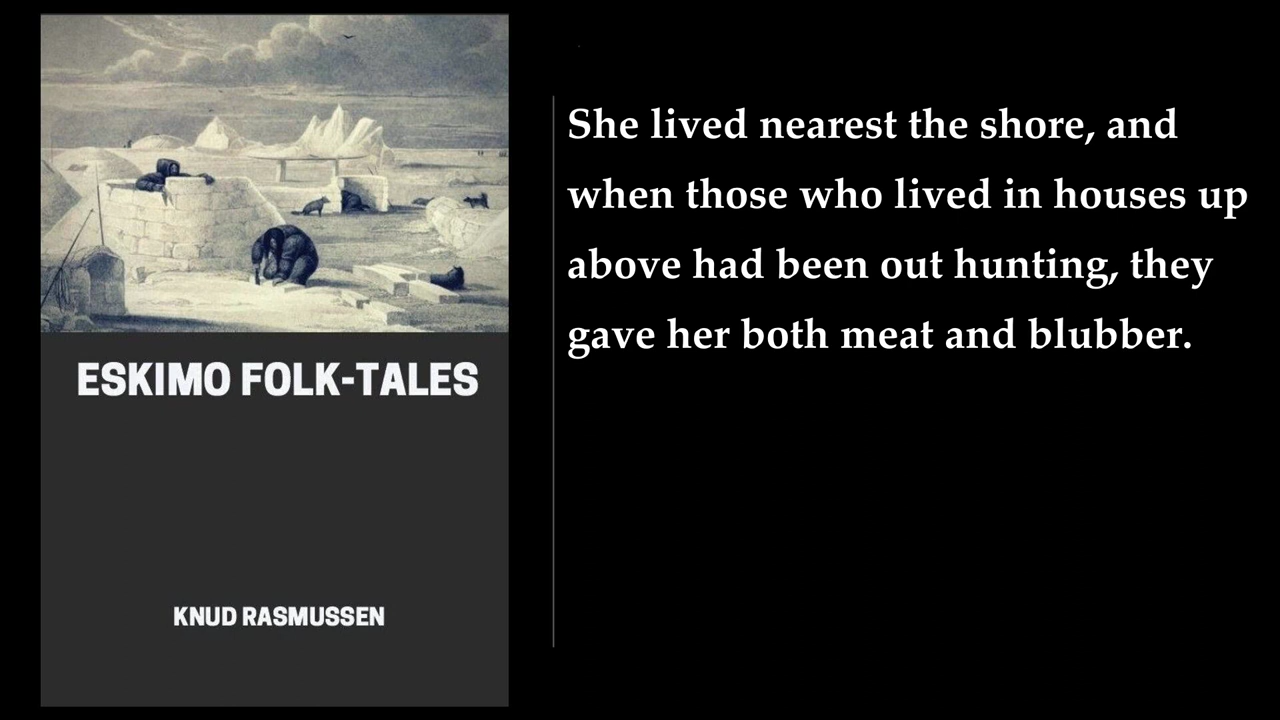 ESKIMO FOLK-TALES
KNUD RASMUSSEN
She lived nearest the shore, and
when those who lived in houses up
above had been out hunting, they
gave her both meat and blubber.